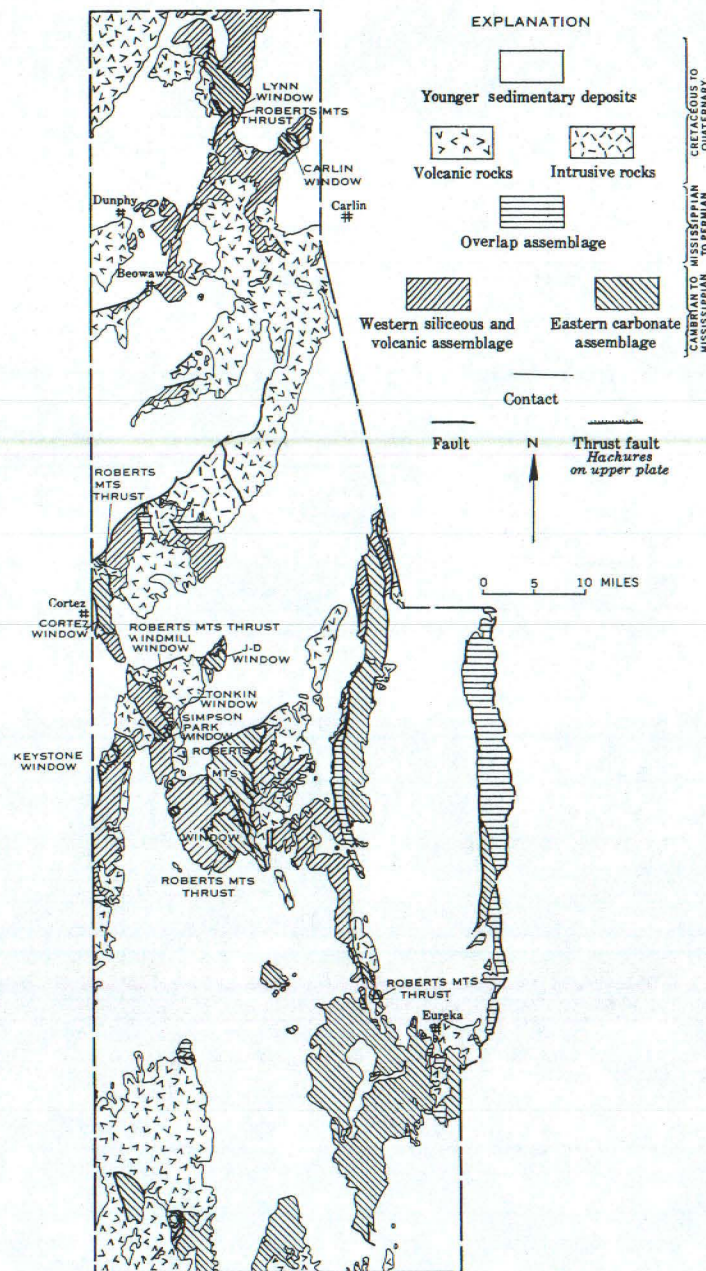 EXPLANATION
Younger sedimentary deposits
Volcanic rocks
Intrusive rocks
CRETACEOUS TO
QUATERNARY
Overlap assemblage
MISSISSIPPIAN
TO PERMIAN
Western siliceous and
volcanic assemblage
Eastern carbonate
assemblage
CAMBRIAN TO
MISSISSIPPIAN
Contact
Fault
N
Thrust fault
Hachures
on upper plate
0 5 10 MILES
LYNN
WINDOW
ROBERTS MTS
THRUST
CARLIN
WINDOW
Dunphy
Carlin
Beowawe
ROBERTS
MTS
THRUST
Cortez
CORTEZ
WINDOW
ROBERTS MTS THRUST
WINDMILL
WINDOW
J-D
WINDOW
TONKIN
WINDOW
SIMPSON
PARK
WINDOW
KEYSTONE
WINDOW
ROBERTS
MTS
WINDOW
ROBERTS MTS
THRUST
ROBERTS MTS
THRUST
Eureka